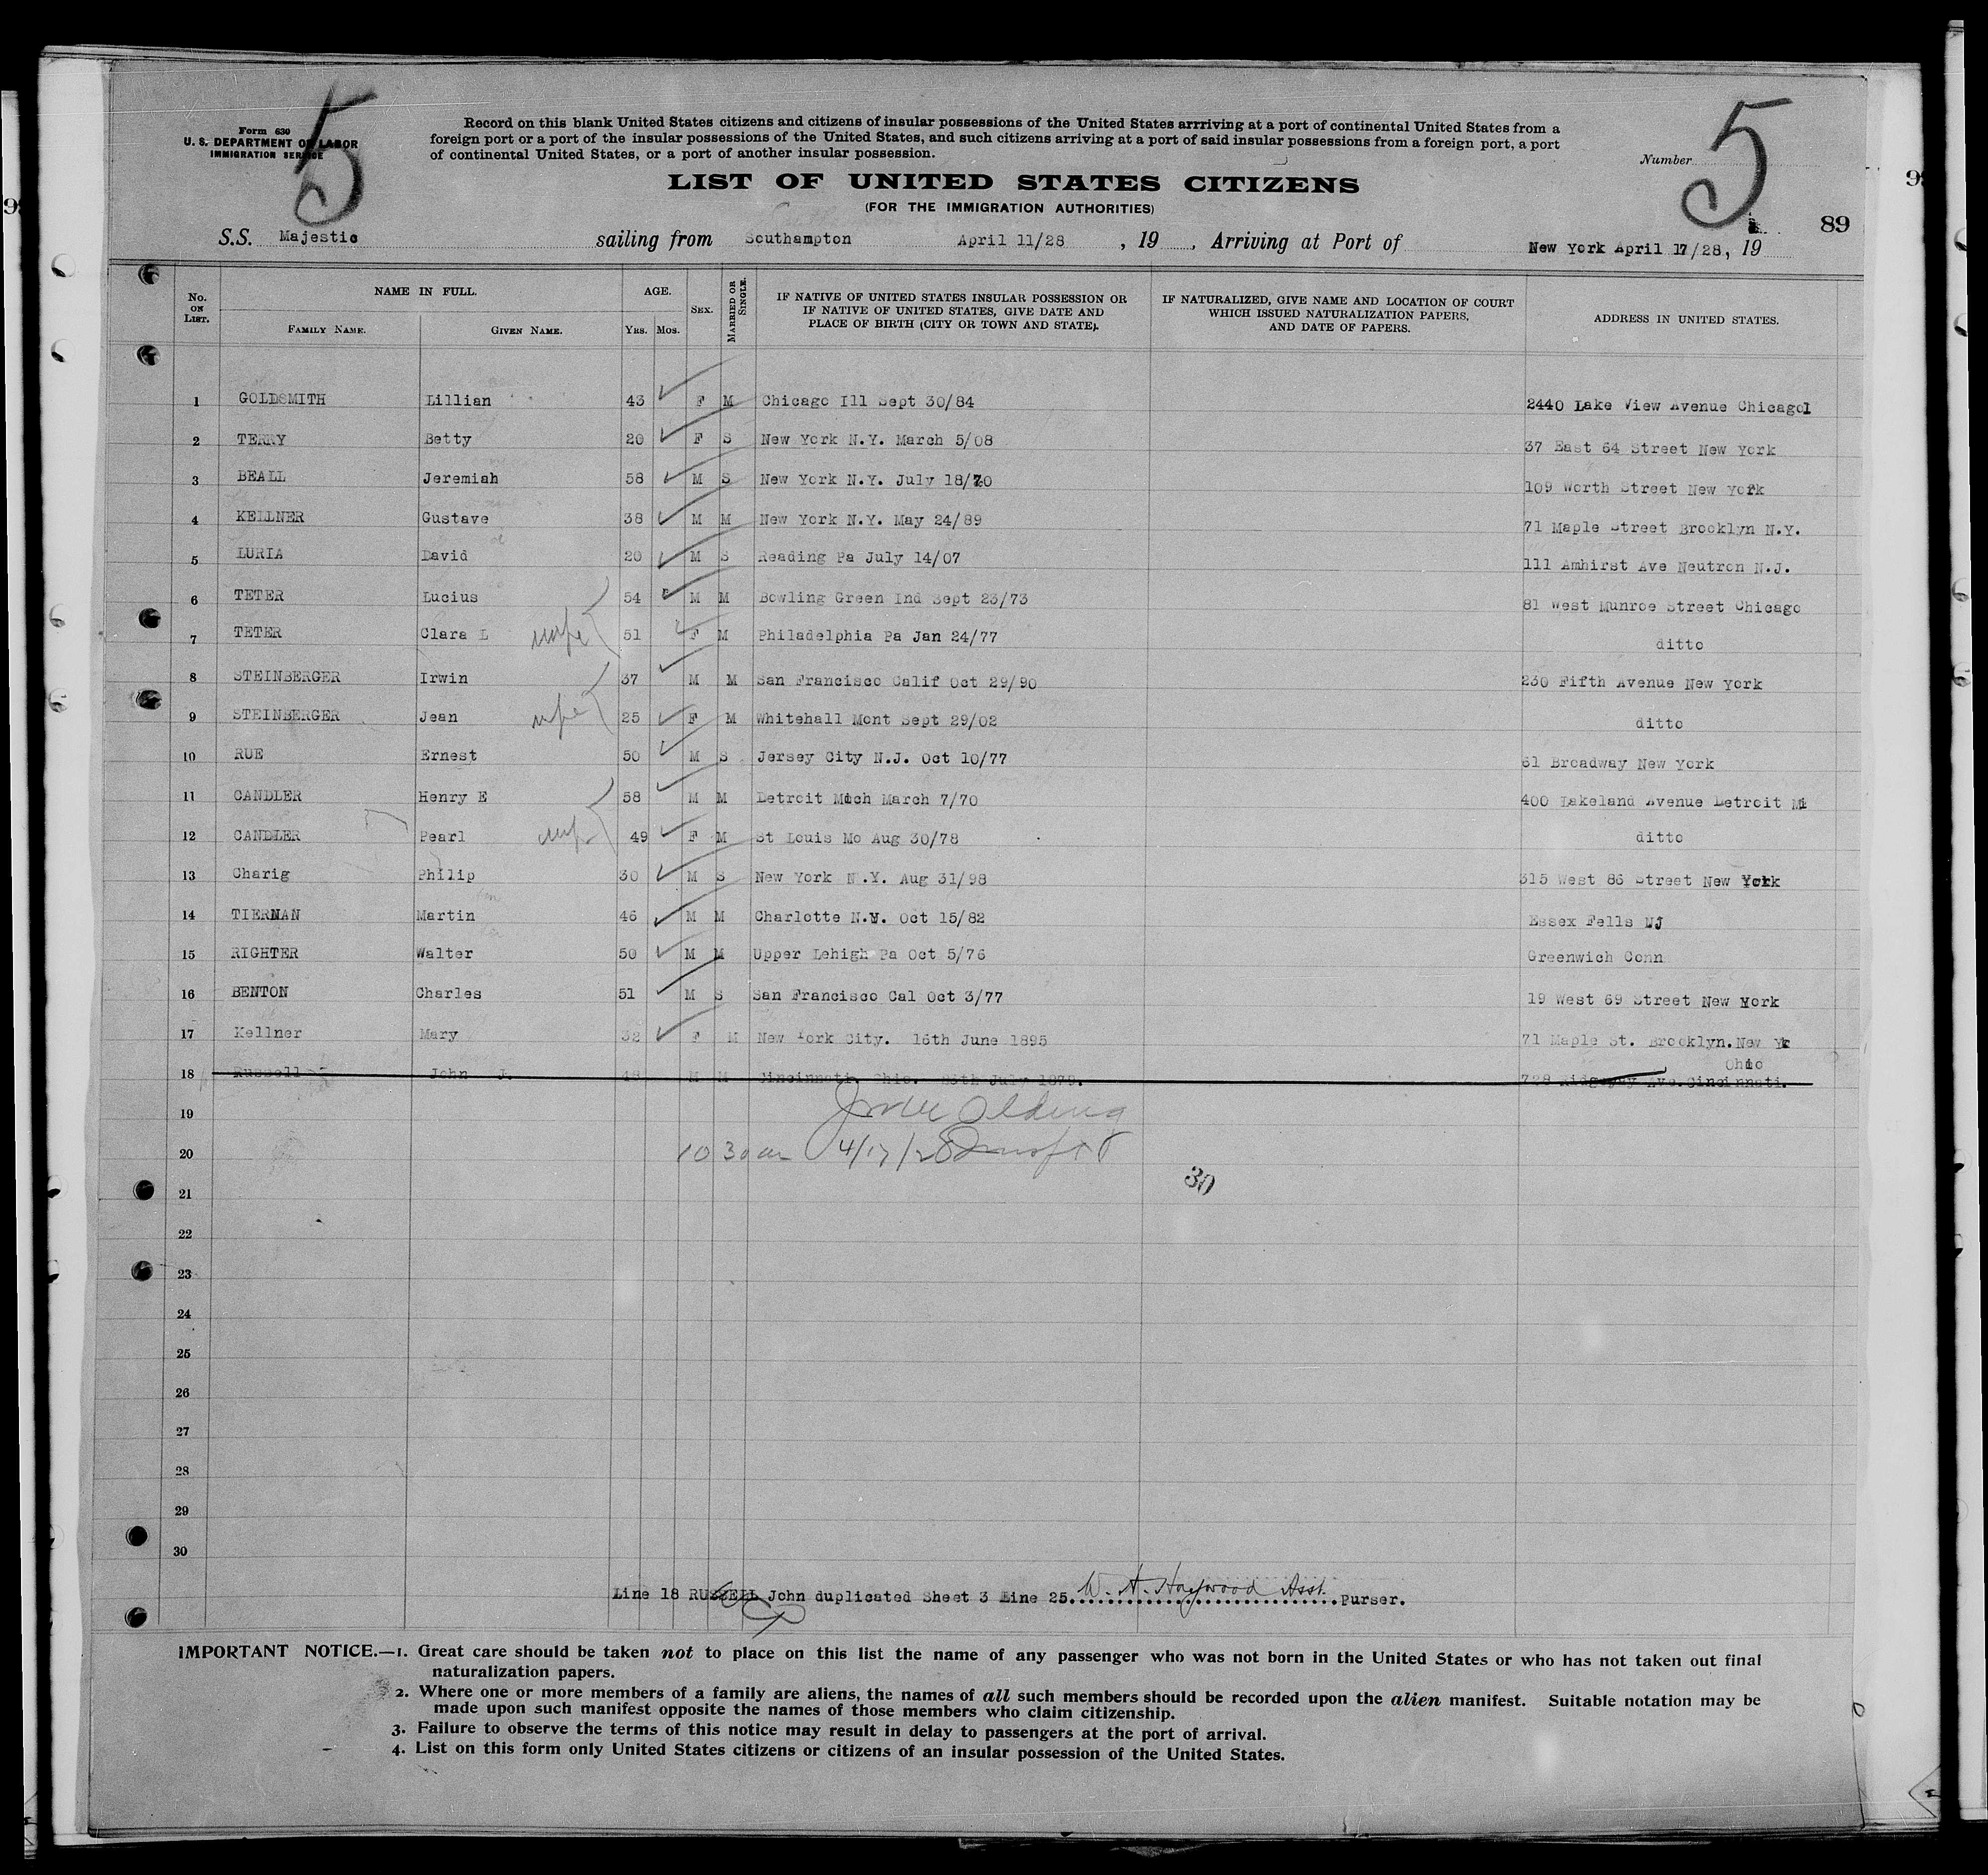 5
5
Form 630
U. S. DEPARTMENT OF LABOR
IMMIGRATION SERVICE
Record on this blank United States citizens and citizens of insular possessions of the United States arrriving at a port of continental United States from a
foreign port or a port of the insular possessions of the United States, and such citizens arriving at a port of said insular possessions from a foreign port, a port
of continental United States, or a port of another insular possession.
Number
LIST OF UNITED STATES CITIZENS
(FOR THE IMMIGRATION AUTHORITIES)
89
S.S. Majestic sailing from Southampton April 11/28, 19, Arriving at Port of New York April 17/28, 19
No. ON LIST. NAME IN FULL. FAMILY NAME. GIVEN NAME. AGE. YRS. MOS. SEX. MARRIED OR SINGLE. IF NATIVE OF UNITED STATES INSULAR POSSESSION OR IF NATIVE OF UNITED STATES, GIVE DATE AND PLACE OF BIRTH (CITY OR TOWN AND STATE). IF NATURALIZED, GIVE NAME AND LOCATION OF COURT WHICH ISSUED NATURALIZATION PAPERS, AND DATE OF PAPERS. ADDRESS IN UNITED STATES.
1 GOLDSMITH Lillian 43 F M Chicago Ill Sept 30/84 2440 Lake View Avenue ChicagoI
2 TERRY Betty 20 F S New York N.Y. March 5/08 37 East 64 Street New York
3 BEALL Jeremiah 58 M S New York N.Y. July 18/70 109 Worth Street New York
4 KELLNER Gustave 38 M M New York N.Y. May 24/89 71 Maple Street Brooklyn N.Y.
5 LURIA David 20 M S Reading Pa July 14/07 111 Amhirst Ave Neutron N.J.
6 TETER Lucius 54 M M Bowling Green Ind Sept 23/73 81 West Munroe Street Chicago
7 TETER Clara L wife 51 F M Philadelphia Pa Jan 24/77 ditto
8 STEINBERGER Irwin 37 M M San Francisco Calif Oct 29/90 230 Fifth Avenue New York
9 STEINBERGER Jean wife 25 F M Whitehall Mont Sept 29/02 ditto
10 RUE Ernest 50 M S Jersey City N.J. Oct 10/77 61 Broadway New York
11 CANDLER Henry E 58 M M Detroit Mich March 7/70 400 Lakeland Avenue Detroit Mi
12 CANDLER Pearl wife 49 F M St Louis Mo Aug 30/78 ditto
13 Charig Philip 30 M S New York N.Y. Aug 31/98 315 West 86 Street New York
14 TIERNAN Martin 46 M M Charlotte N.Y. Oct 15/82 Essex Fells NJ
15 RIGHTER Walter 50 M M Upper Lehigh Pa Oct 5/76 Greenwich Conn
16 BENTON Charles 51 M S San Francisco Cal Oct 3/77 19 West 69 Street New York
17 Kellner Mary 32 F M New York City. 16th June 1895 71 Maple St. Brooklyn. New Yk
18 Russell John J. 48 M M Cincinnati, Ohio. July 1879. 728 Ridgeway Ave. Cincinnati. Ohio
19
20 10 30 am 4/17/28
30
21
22
23
24
25
26
27
28
29
30
Line 18 RUSSELL John duplicated Sheet 3 Line 25. W. A. Haywood Asst. Purser.
IMPORTANT NOTICE.—1. Great care should be taken not to place on this list the name of any passenger who was not born in the United States or who has not taken out final
naturalization papers.
2. Where one or more members of a family are aliens, the names of all such members should be recorded upon the alien manifest. Suitable notation may be
made upon such manifest opposite the names of those members who claim citizenship.
3. Failure to observe the terms of this notice may result in delay to passengers at the port of arrival.
4. List on this form only United States citizens or citizens of an insular possession of the United States.